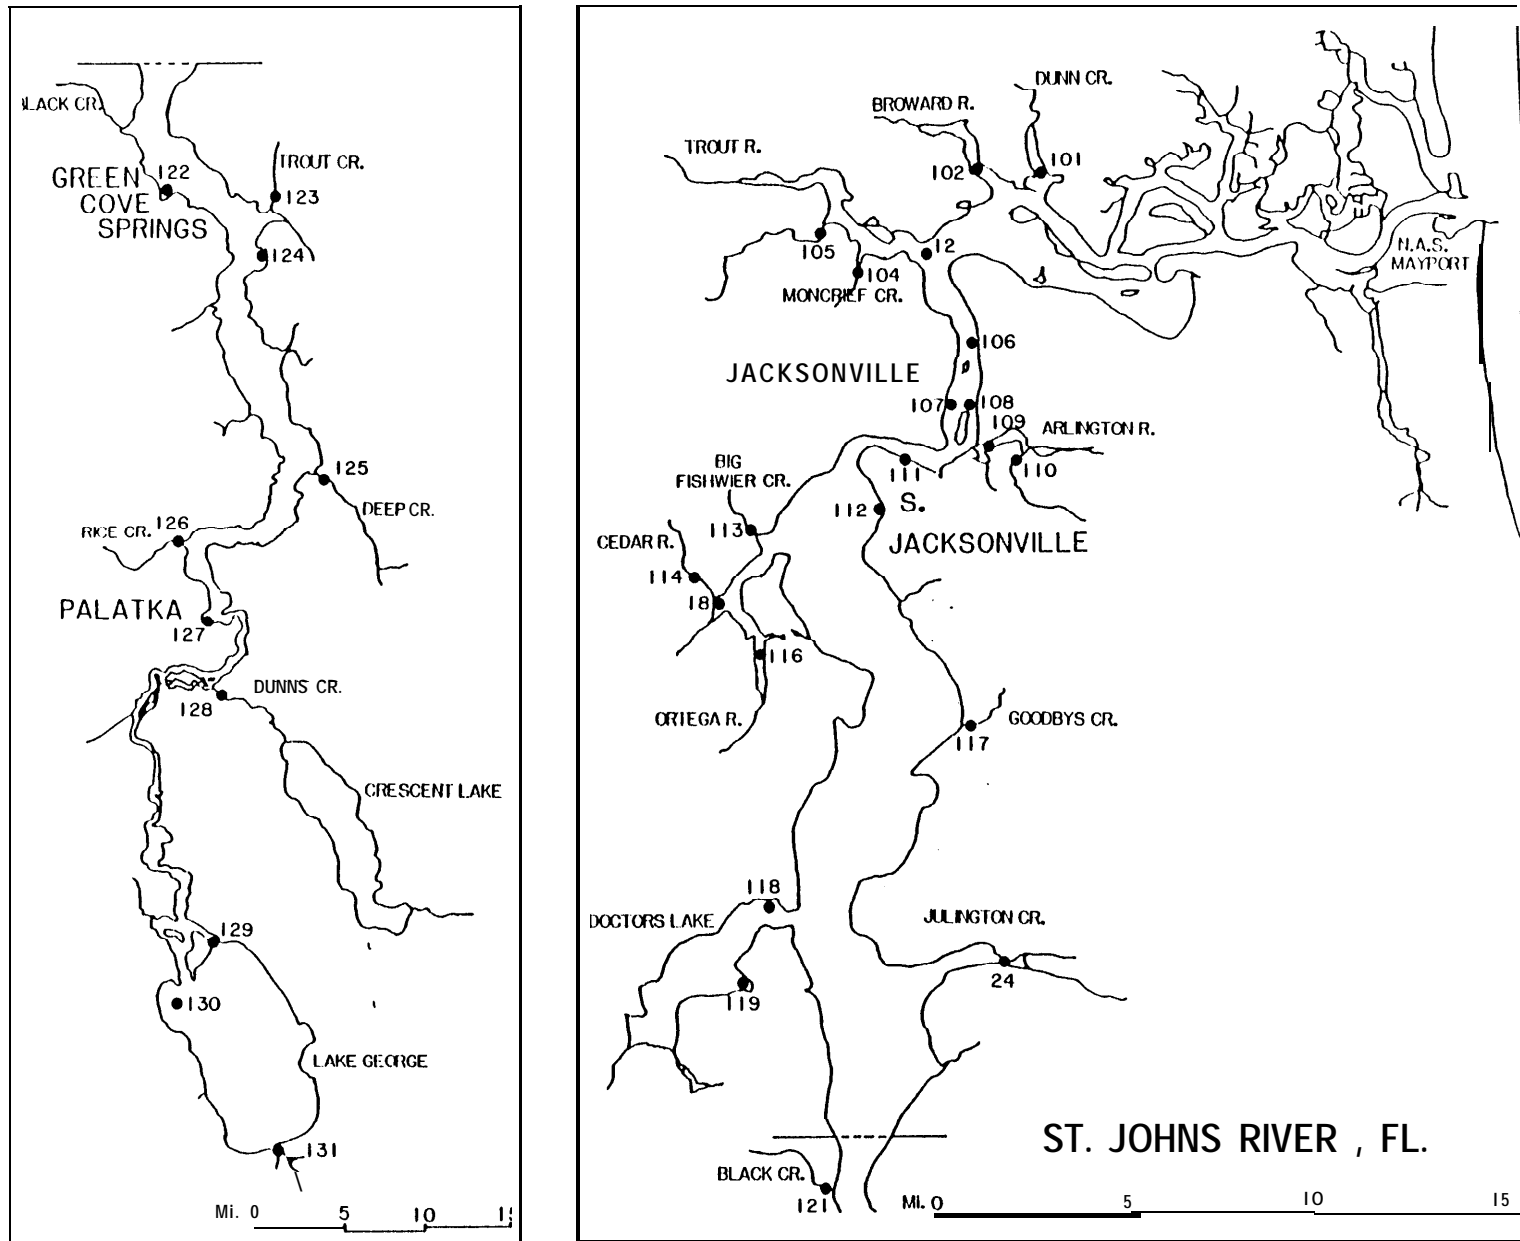 LACK CR.
TROUT CR.
122
GREEN
COVE
SPRINGS
123
124
125
DEEP CR.
RICE CR.
126
PALATKA
127
DUNNS CR.
128
CRESCENT LAKE
129
130
LAKE GEORGE
131
Mi. 0 5 10
DUNN CR.
BROWARD R.
TROUT R.
102
101
105
12
104
MONCRIEF CR.
N.A.S.
MAYPORT
106
JACKSONVILLE
107
108
109
ARLINGTON R.
110
111
BIG
FISHWIER CR.
S.
JACKSONVILLE
112
113
CEDAR R.
114
18
116
ORTEGA R.
GOODBYS CR.
117
118
DOCTORS LAKE
JULINGTON CR.
24
119
ST. JOHNS RIVER , FL.
BLACK CR.
121
Mi. 0 5 10 15